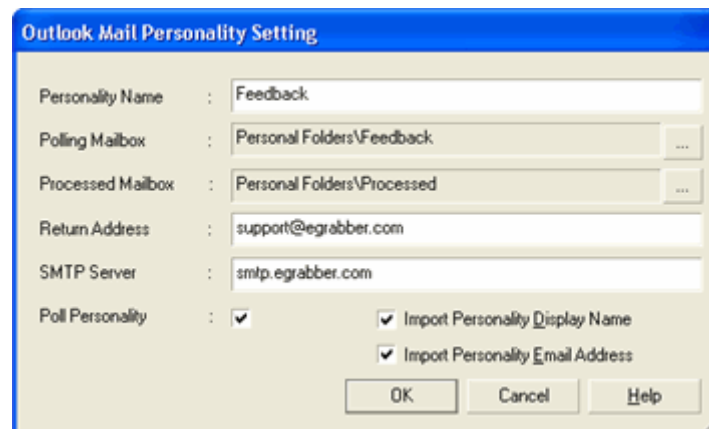 Outlook Mail Personality Setting
Personality Name : Feedback
Polling Mailbox : Personal Folders\Feedback ...
Processed Mailbox : Personal Folders\Processed ...
Return Address : support@egrabber.com
SMTP Server : smtp.egrabber.com
Poll Personality : Import Personality Display Name
Import Personality Email Address
OK Cancel Help